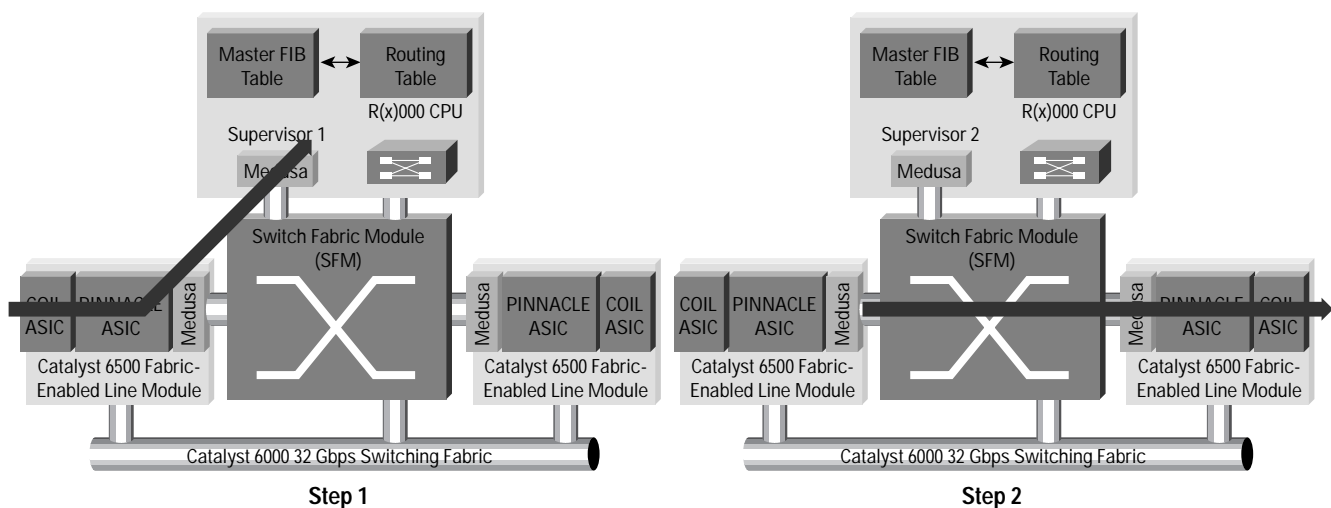 Master FIB
Table
Routing
Table
R(x)000 CPU
Supervisor 1
Medusa
Switch Fabric Module
(SFM)
COIL
ASIC
PINNACLE
ASIC
Medusa
Medusa
PINNACLE
ASIC
COIL
ASIC
Catalyst 6500 Fabric-
Enabled Line Module
Catalyst 6500 Fabric-
Enabled Line Module
Catalyst 6000 32 Gbps Switching Fabric
Step 1
Master FIB
Table
Routing
Table
R(x)000 CPU
Supervisor 2
Medusa
Switch Fabric Module
(SFM)
COIL
ASIC
PINNACLE
ASIC
Medusa
Medusa
PINNACLE
ASIC
COIL
ASIC
Catalyst 6500 Fabric-
Enabled Line Module
Catalyst 6500 Fabric-
Enabled Line Module
Catalyst 6000 32 Gbps Switching Fabric
Step 2